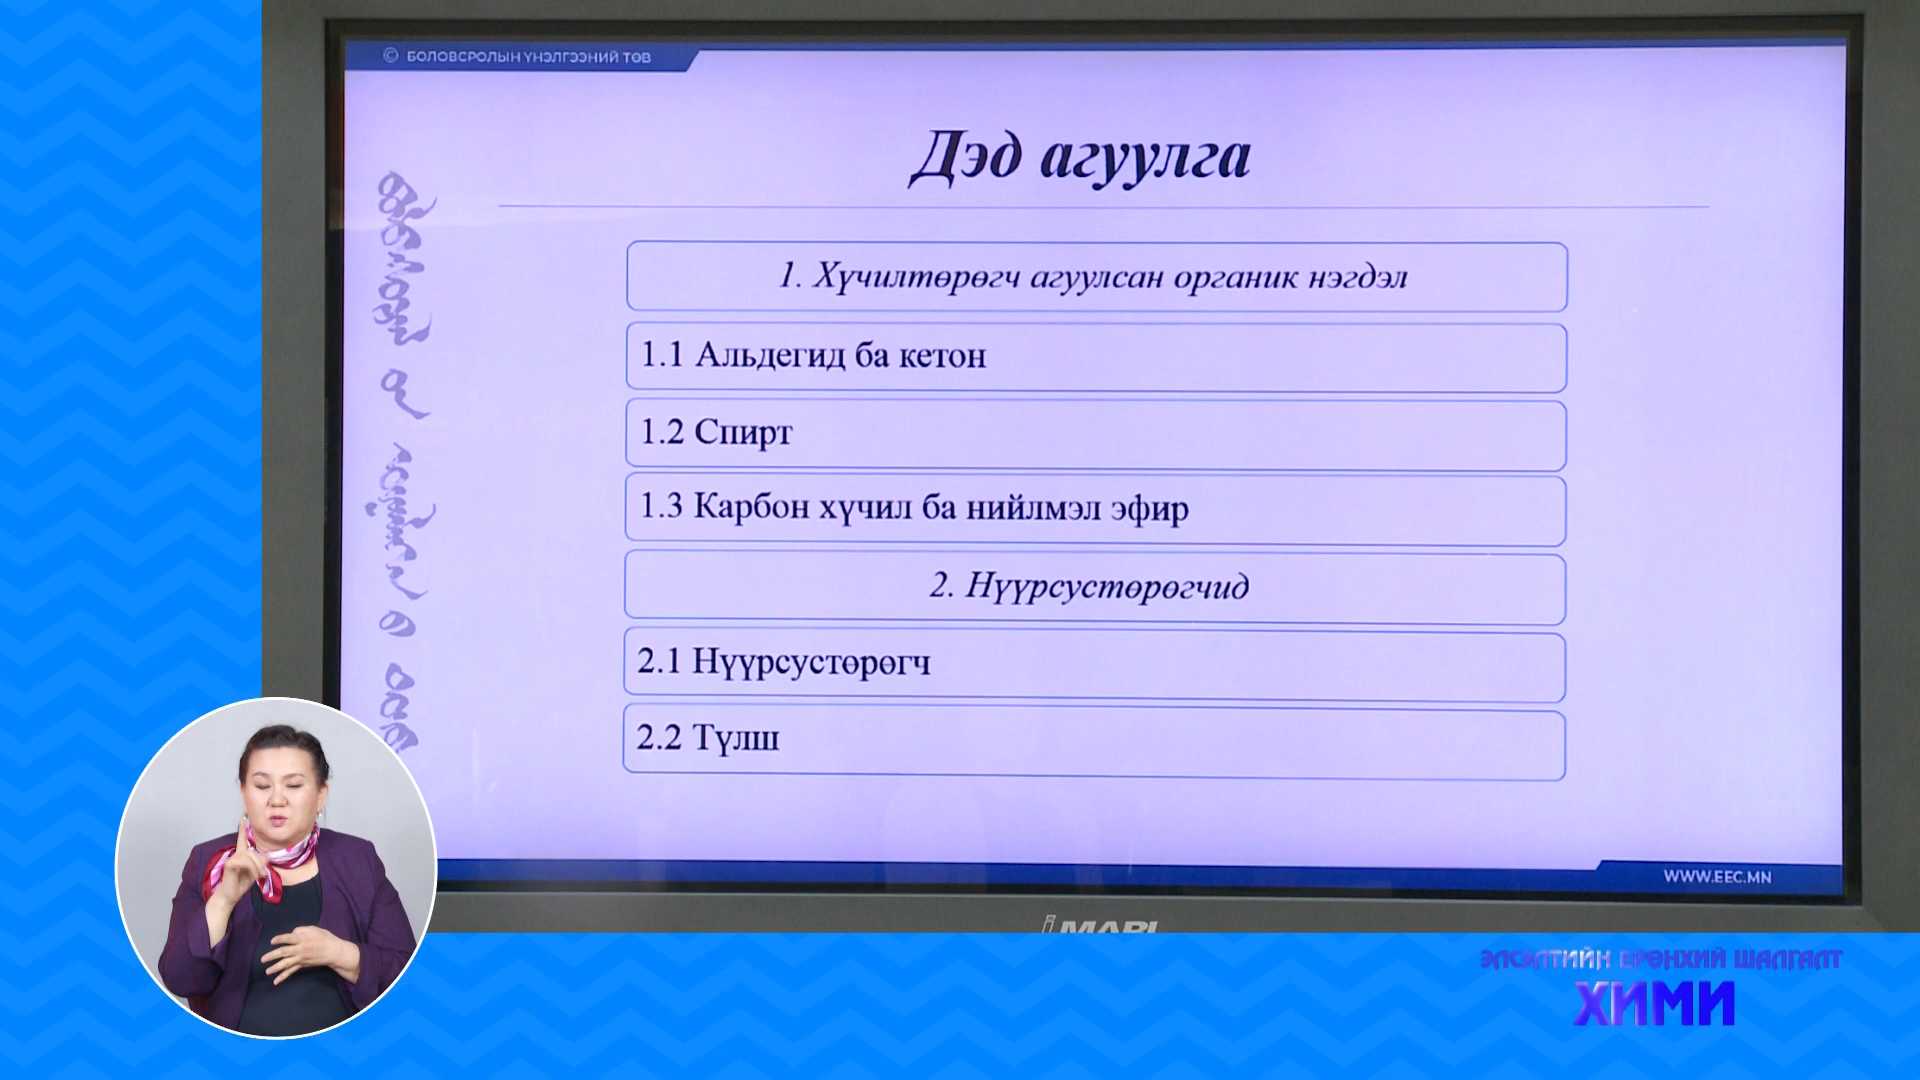 © БОЛОВСРОЛЫН ҮНЭЛГЭЭНИЙ ТӨВ
Дэд агуулга
1. Хүчилтөрөгч агуулсан органик нэгдэл
1.1 Альдегид ба кетон
1.2 Спирт
1.3 Карбон хүчил ба нийлмэл эфир
2. Нүүрсустөрөгчид
2.1 Нүүрсустөрөгч
2.2 Түлш
WWW.EEC.MN
ЭЛСЭЛТИЙН ЕРӨНХИЙ ШАЛГАЛТ
ХИМИ